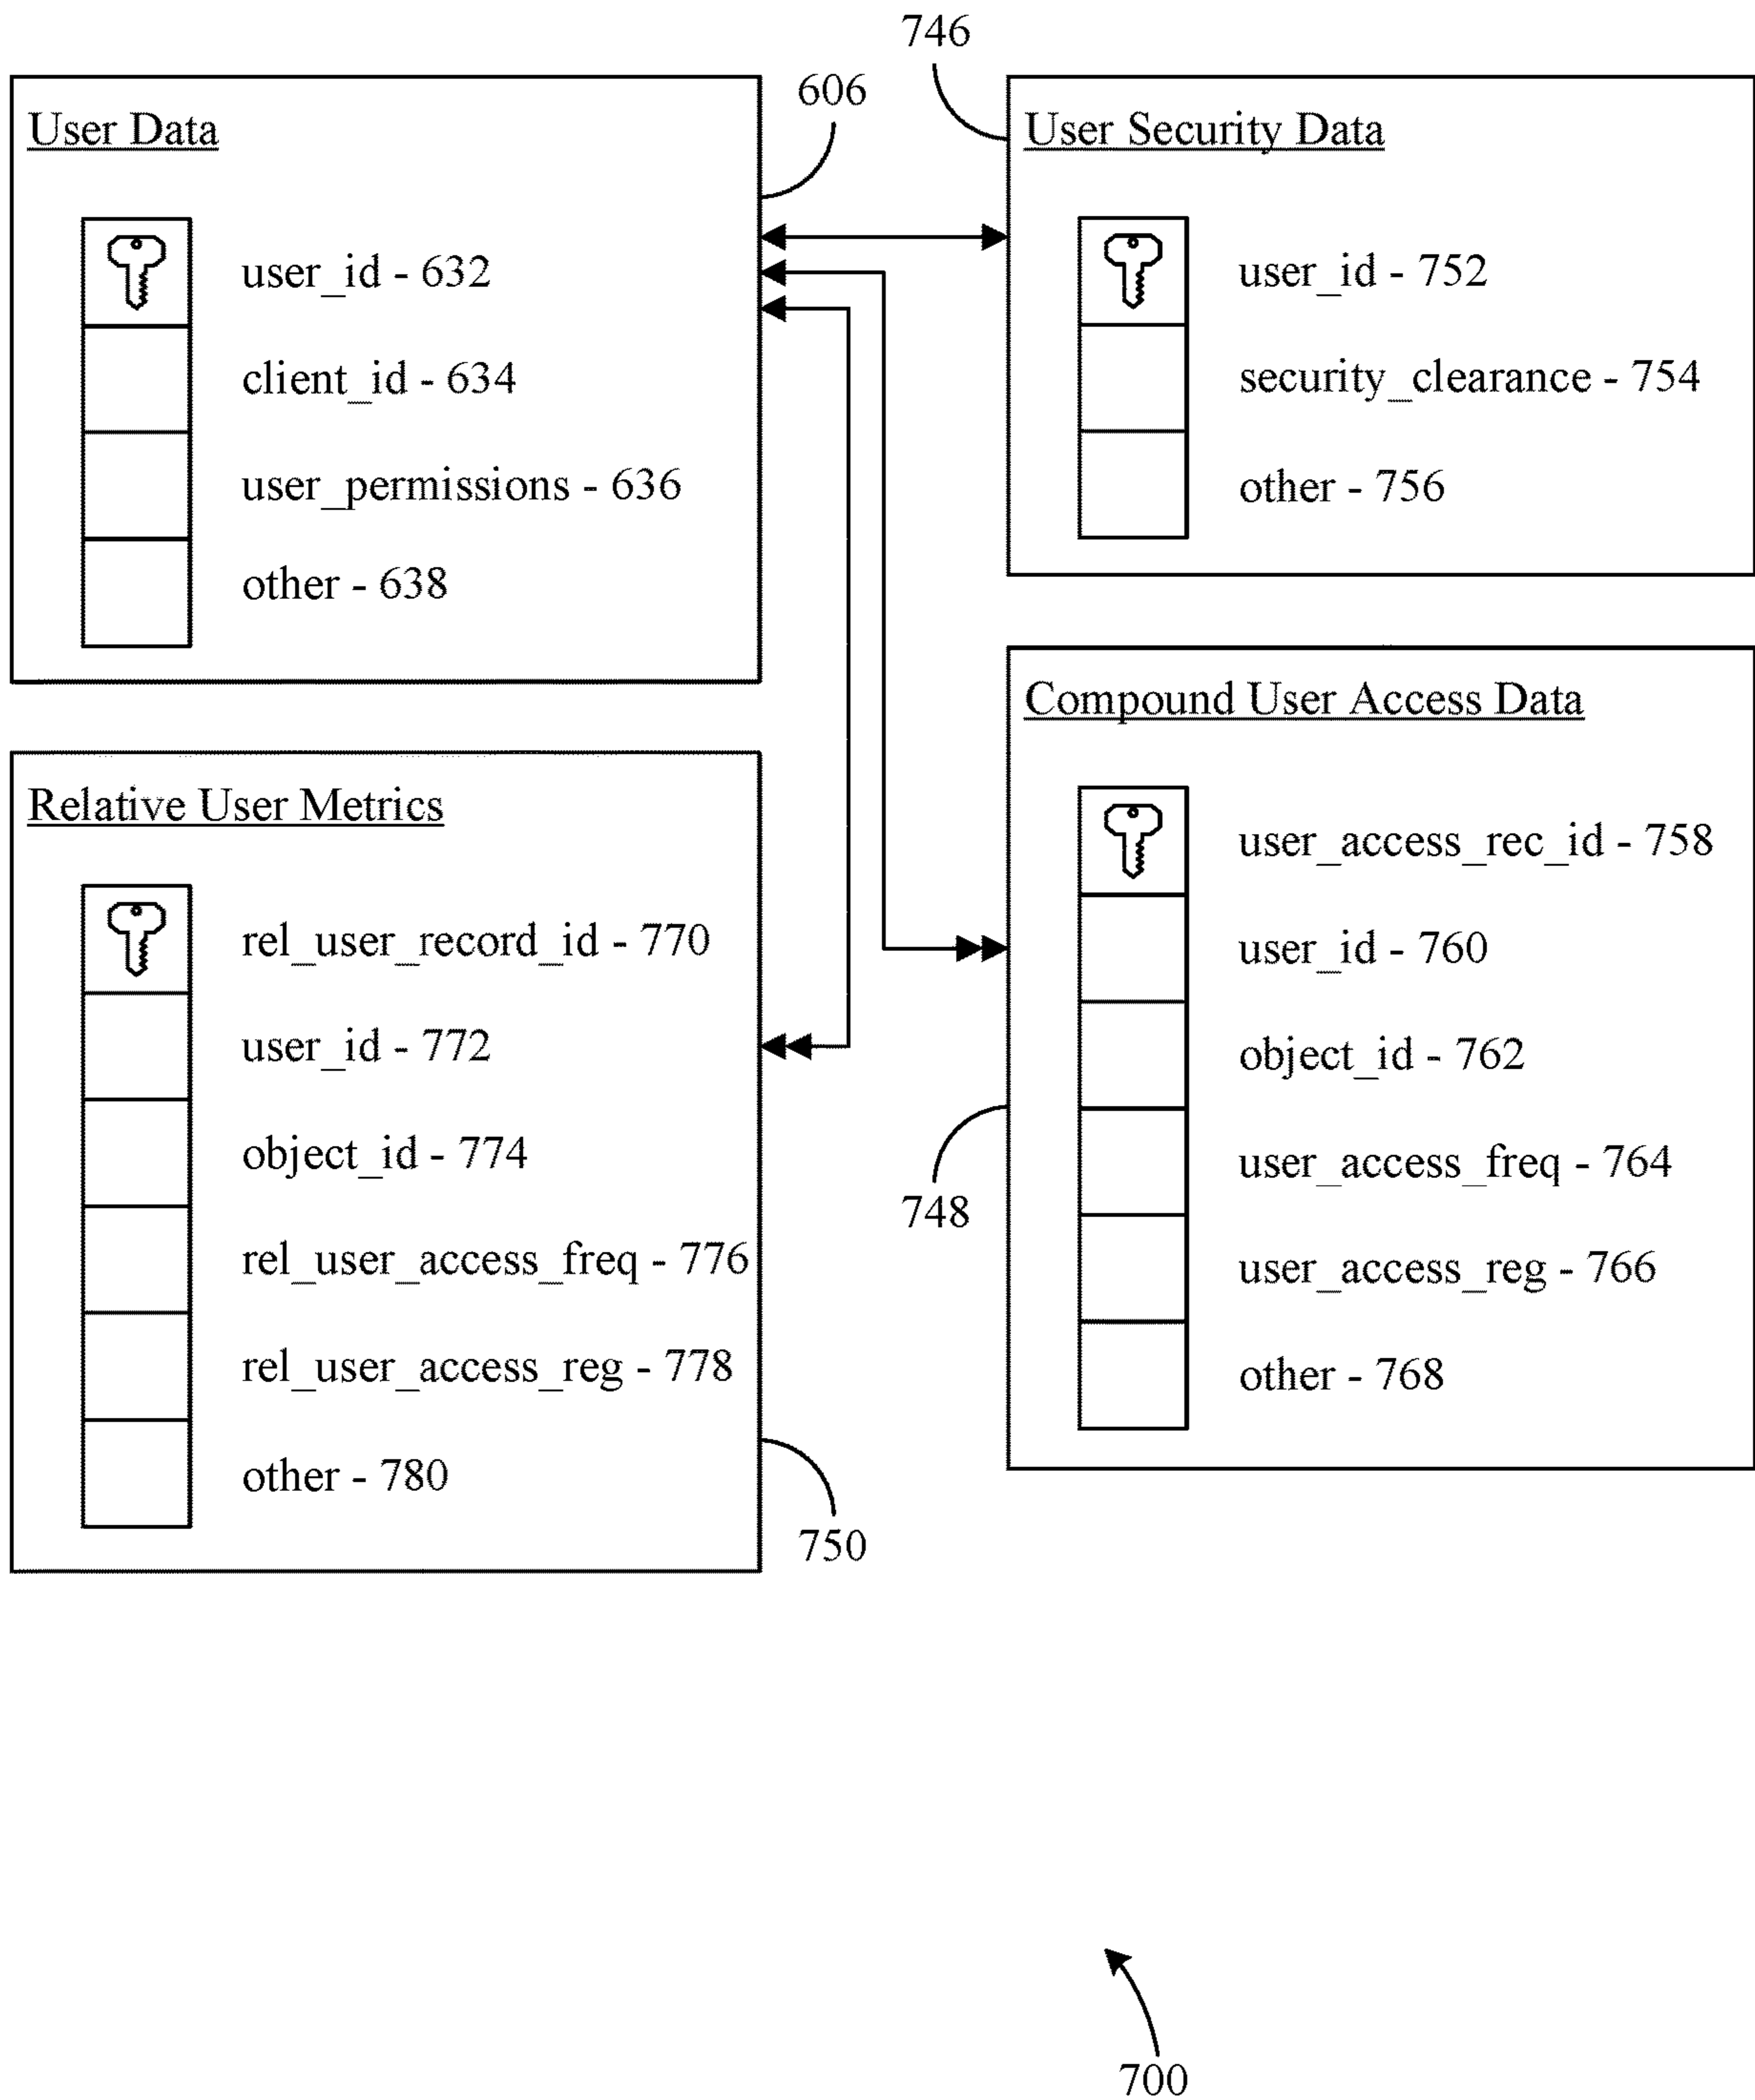 746
606
User Data
user_id - 632
client_id - 634
user_permissions - 636
other - 638
User Security Data
user_id - 752
security_clearance - 754
other - 756
Relative User Metrics
rel_user_record_id - 770
user_id - 772
object_id - 774
rel_user_access_freq - 776
rel_user_access_reg - 778
other - 780
750
Compound User Access Data
user_access_rec_id - 758
user_id - 760
object_id - 762
user_access_freq - 764
user_access_reg - 766
other - 768
748
700